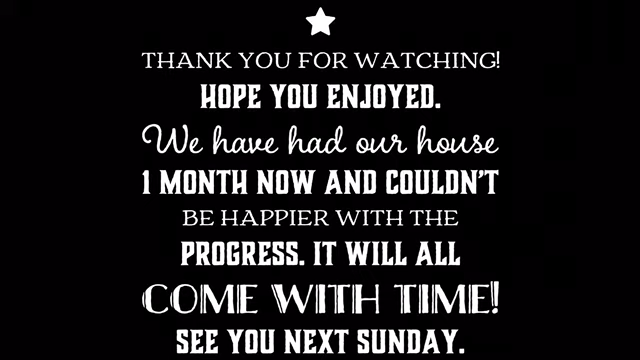 THANK YOU FOR WATCHING!
HOPE YOU ENJOYED.
We have had our house
1 MONTH NOW AND COULDN'T
BE HAPPIER WITH THE
PROGRESS. IT WILL ALL
COME WITH TIME!
SEE YOU NEXT SUNDAY.